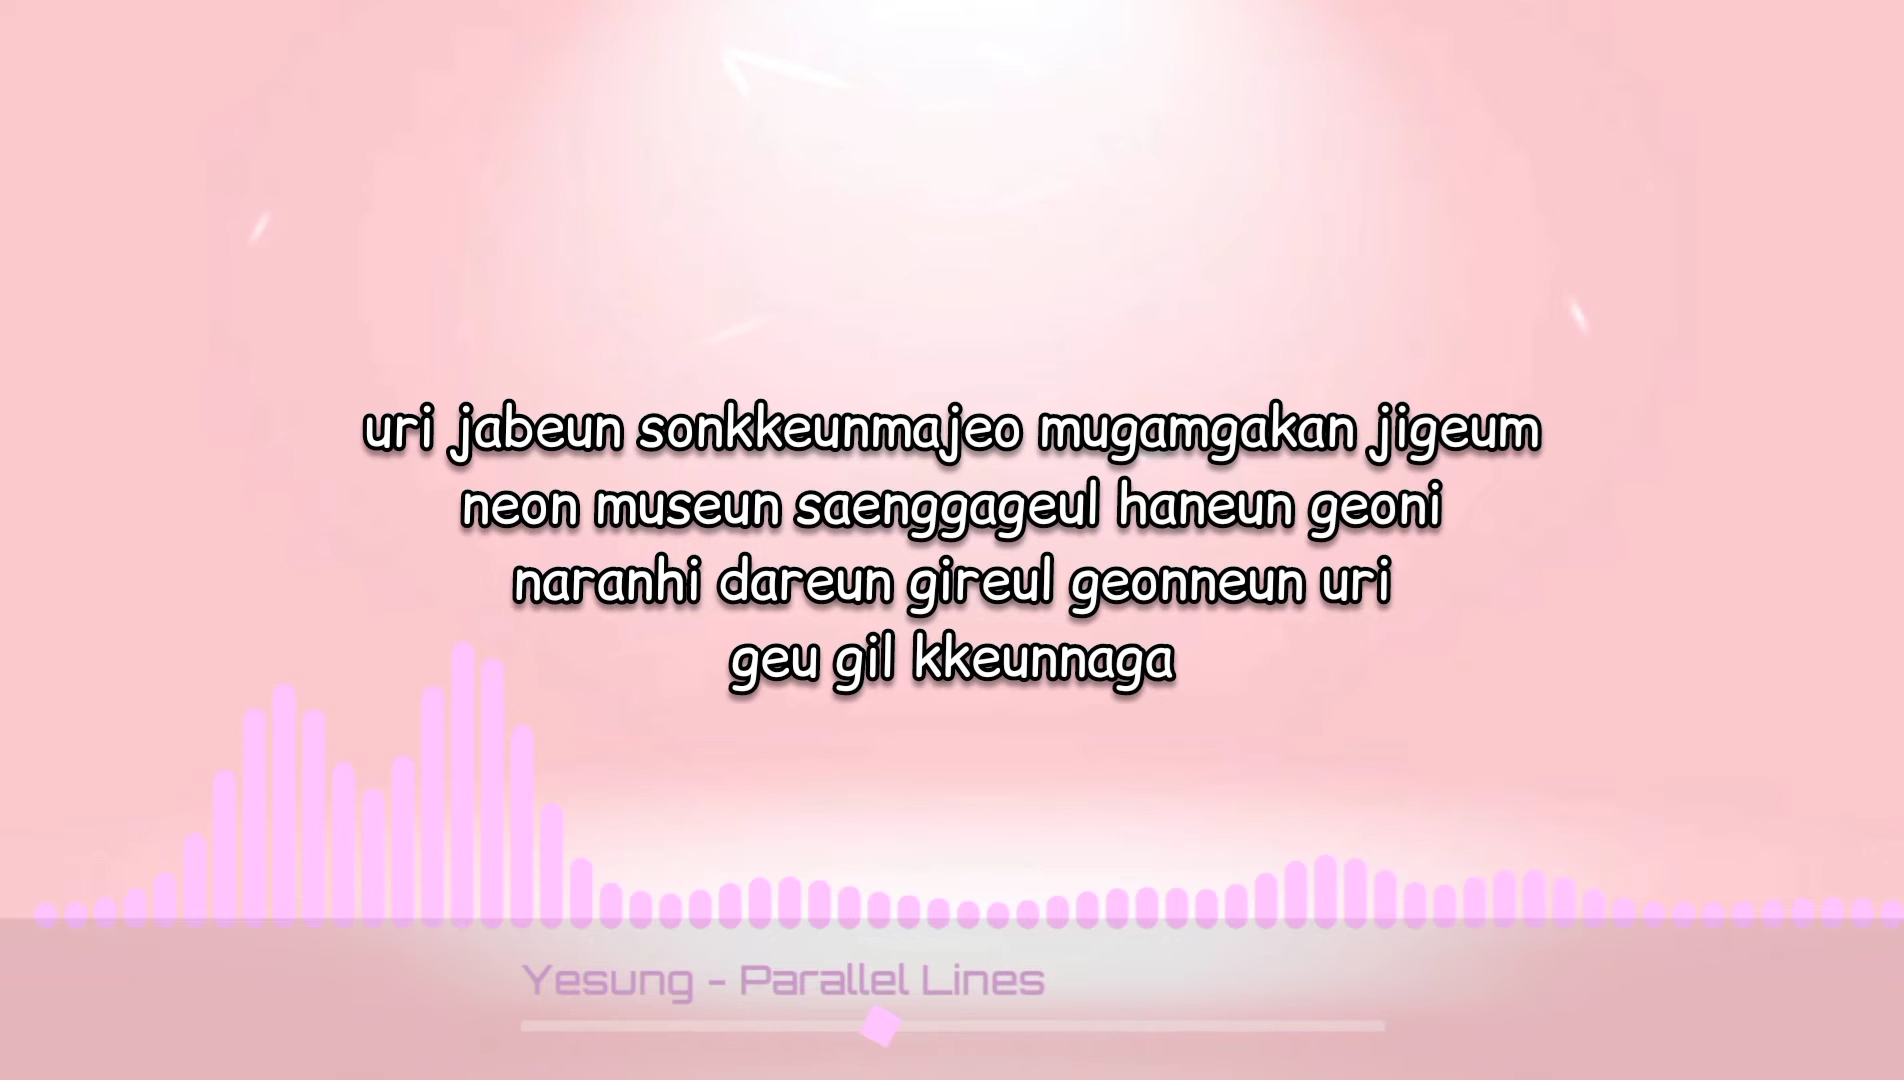 uri jabeun sonkkeunmajeo mugamgakan jigeum
neon museun saenggageul haneun geoni
naranhi dareun gireul geonneun uri
geu gil kkeunnaga
Yesung - Parallel Lines